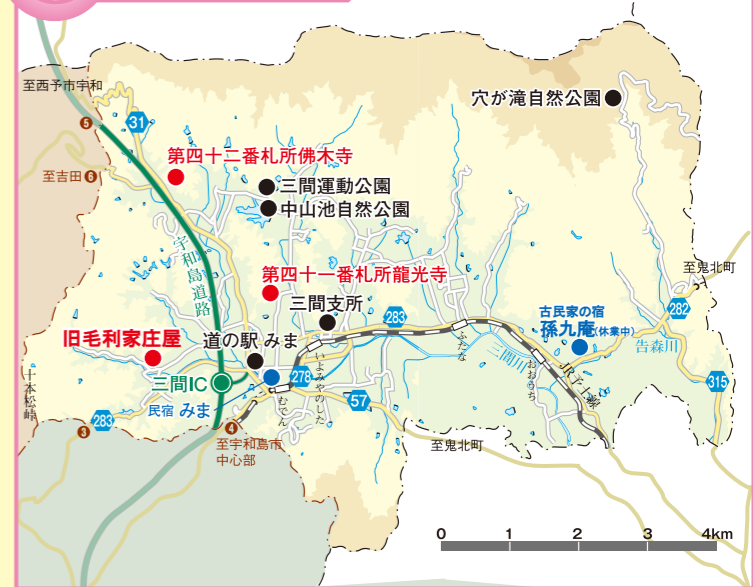 至西予市宇和
5
31
穴が滝自然公園
第四十二番札所佛木寺
至吉田 6
三間運動公園
中山池自然公園
宇和島道路
第四十一番札所龍光寺
至鬼北町
三間支所
283
282
古民家の宿
孫九庵(休業中)
ふたな
旧毛利家庄屋
道の駅 みま
いよみやのした
三間川
告森川
三間IC
278
JR予土線
おおうち
315
十本松峠
民宿 みま
むでん
57
283
3
4
至宇和島市
中心部
至鬼北町
0 1 2 3 4km